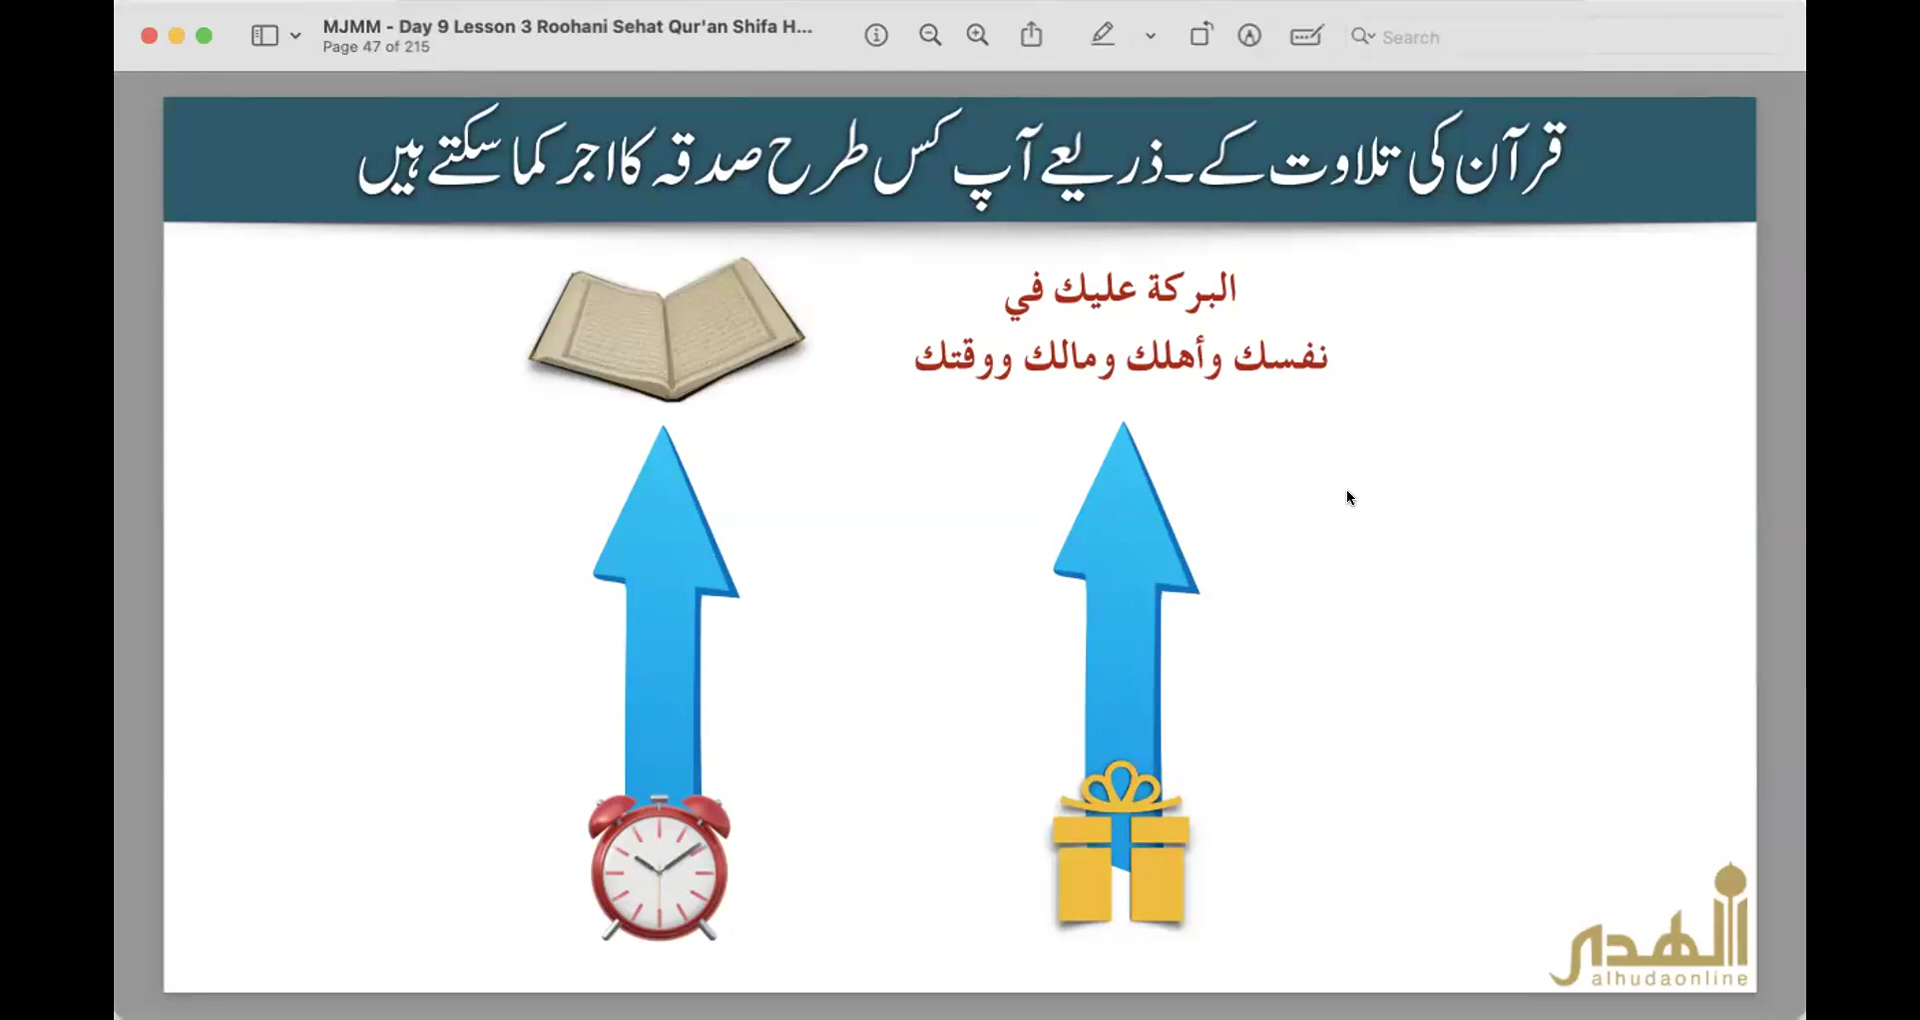 MJMM - Day 9 Lesson 3 Roohani Sehat Qur'an Shifa H...
Page 47 of 215
Search
قرآن کی تلاوت کے۔ذریعے آپ کس طرح صدقہ کا اجر کما سکتے ہیں
البركة عليك في
نفسك وأهلك ومالك ووقتك
الهدى
alhudaonline